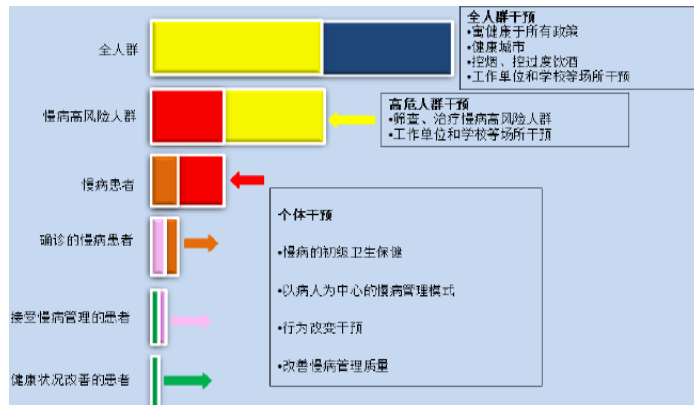 全人群干预
•寓健康于所有政策
•健康城市
•控烟、控过度饮酒
•工作单位和学校等场所干预
全人群
高危人群干预
•筛查、治疗慢病高风险人群
•工作单位和学校等场所干预
慢病高风险人群
慢病患者
个体干预
•慢病的初级卫生保健
•以病人为中心的慢病管理模式
•行为改变干预
•改善慢病管理质量
确诊的慢病患者
接受慢病管理的患者
健康状况改善的患者